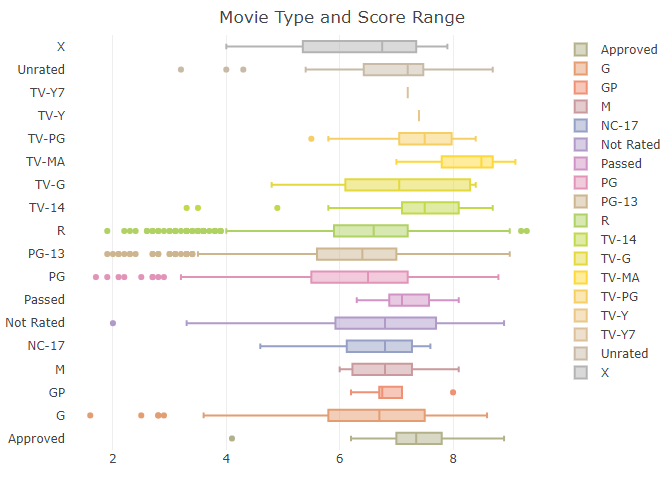 Movie Type and Score Range
X
Unrated
TV-Y7
TV-Y
TV-PG
TV-MA
TV-G
TV-14
R
PG-13
PG
Passed
Not Rated
NC-17
M
GP
G
Approved
2 4 6 8
Approved
G
GP
M
NC-17
Not Rated
Passed
PG
PG-13
R
TV-14
TV-G
TV-MA
TV-PG
TV-Y
TV-Y7
Unrated
X